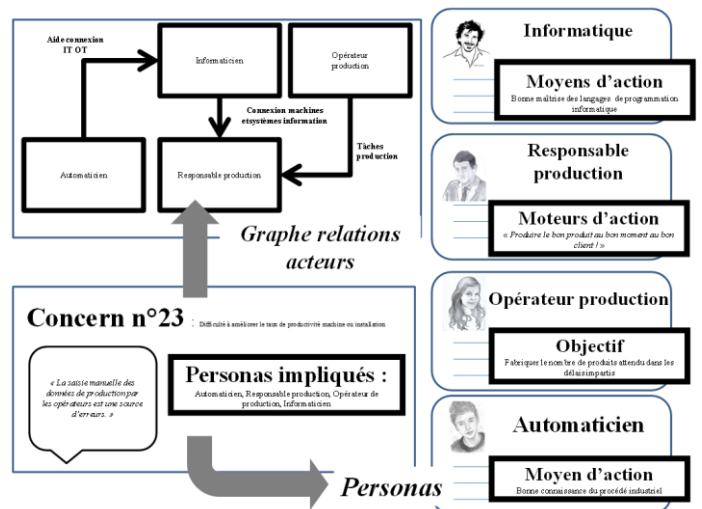 Aide connexion
IT OT
Informaticien
Opérateur
production
Connexion machines
et systèmes information
Tâches
production
Automaticien
Responsable production
Graphe relations
acteurs
Concern n°23 : Difficulté à améliorer le taux de productivité machine ou installation
« La saisie manuelle des
données de production par
les opérateurs est une source
d'erreurs. »
Personas impliqués :
Automaticien, Responsable production, Opérateur de
production, Informaticien
Personas
Informatique
Moyens d'action
Bonne maîtrise des langages de programmation
informatique
Responsable
production
Moteurs d'action
« Produire le bon produit au bon moment au bon
client ! »
Opérateur production
Objectif
Fabriquer le nombre de produits attendu dans les
délais impartis
Automaticien
Moyen d'action
Bonne connaissance du procédé industriel